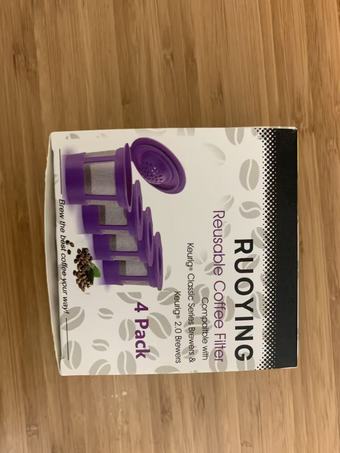 RUOYING
Reusable Coffee Filter
Compatible with
Keurig® Classic Series Brewers &
Keurig® 2.0 Brewers
4 Pack
Brew the best coffee your way!!